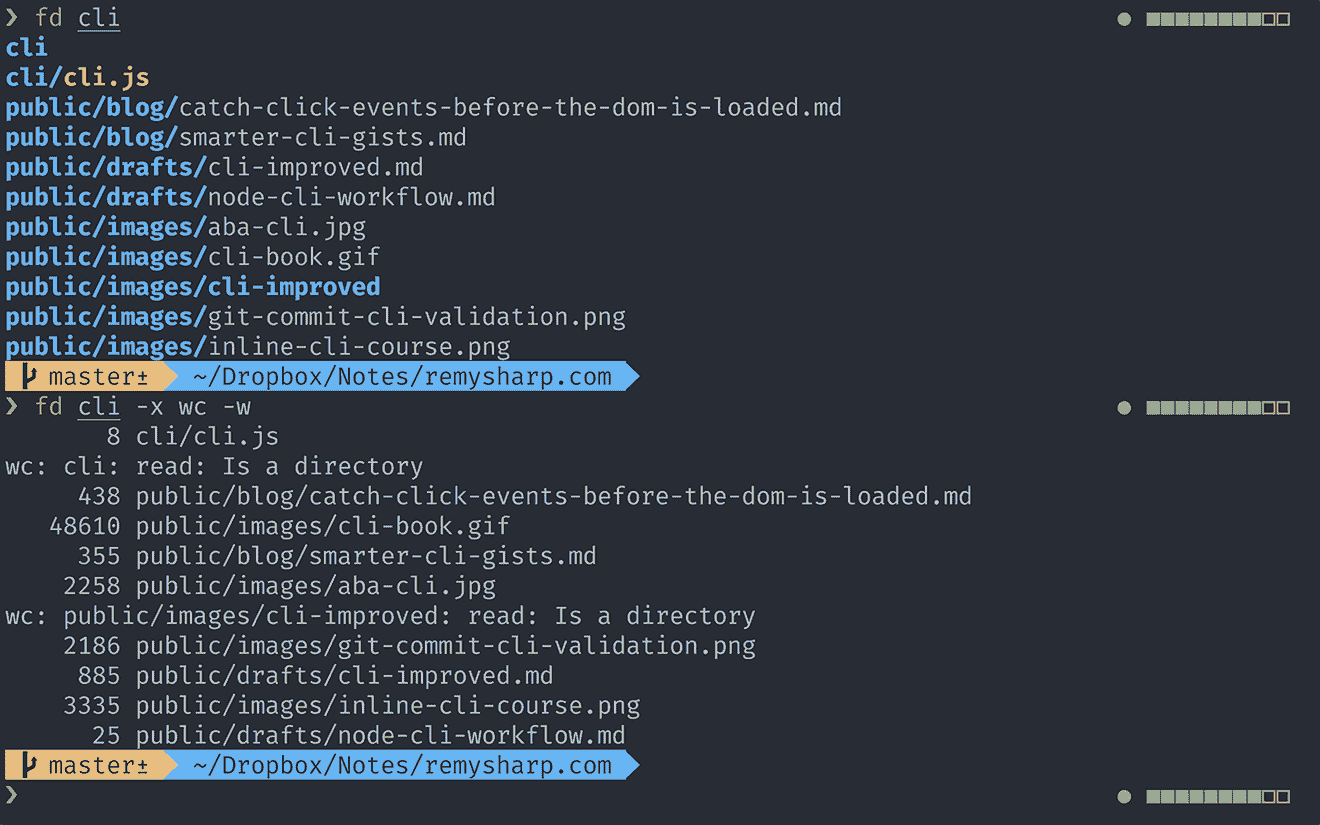 ❯ fd cli
cli
cli/cli.js
public/blog/catch-click-events-before-the-dom-is-loaded.md
public/blog/smarter-cli-gists.md
public/drafts/cli-improved.md
public/drafts/node-cli-workflow.md
public/images/aba-cli.jpg
public/images/cli-book.gif
public/images/cli-improved
public/images/git-commit-cli-validation.png
public/images/inline-cli-course.png
master± ~/Dropbox/Notes/remysharp.com
❯ fd cli -x wc -w
8 cli/cli.js
wc: cli: read: Is a directory
438 public/blog/catch-click-events-before-the-dom-is-loaded.md
48610 public/images/cli-book.gif
355 public/blog/smarter-cli-gists.md
2258 public/images/aba-cli.jpg
wc: public/images/cli-improved: read: Is a directory
2186 public/images/git-commit-cli-validation.png
885 public/drafts/cli-improved.md
3335 public/images/inline-cli-course.png
25 public/drafts/node-cli-workflow.md
master± ~/Dropbox/Notes/remysharp.com
❯